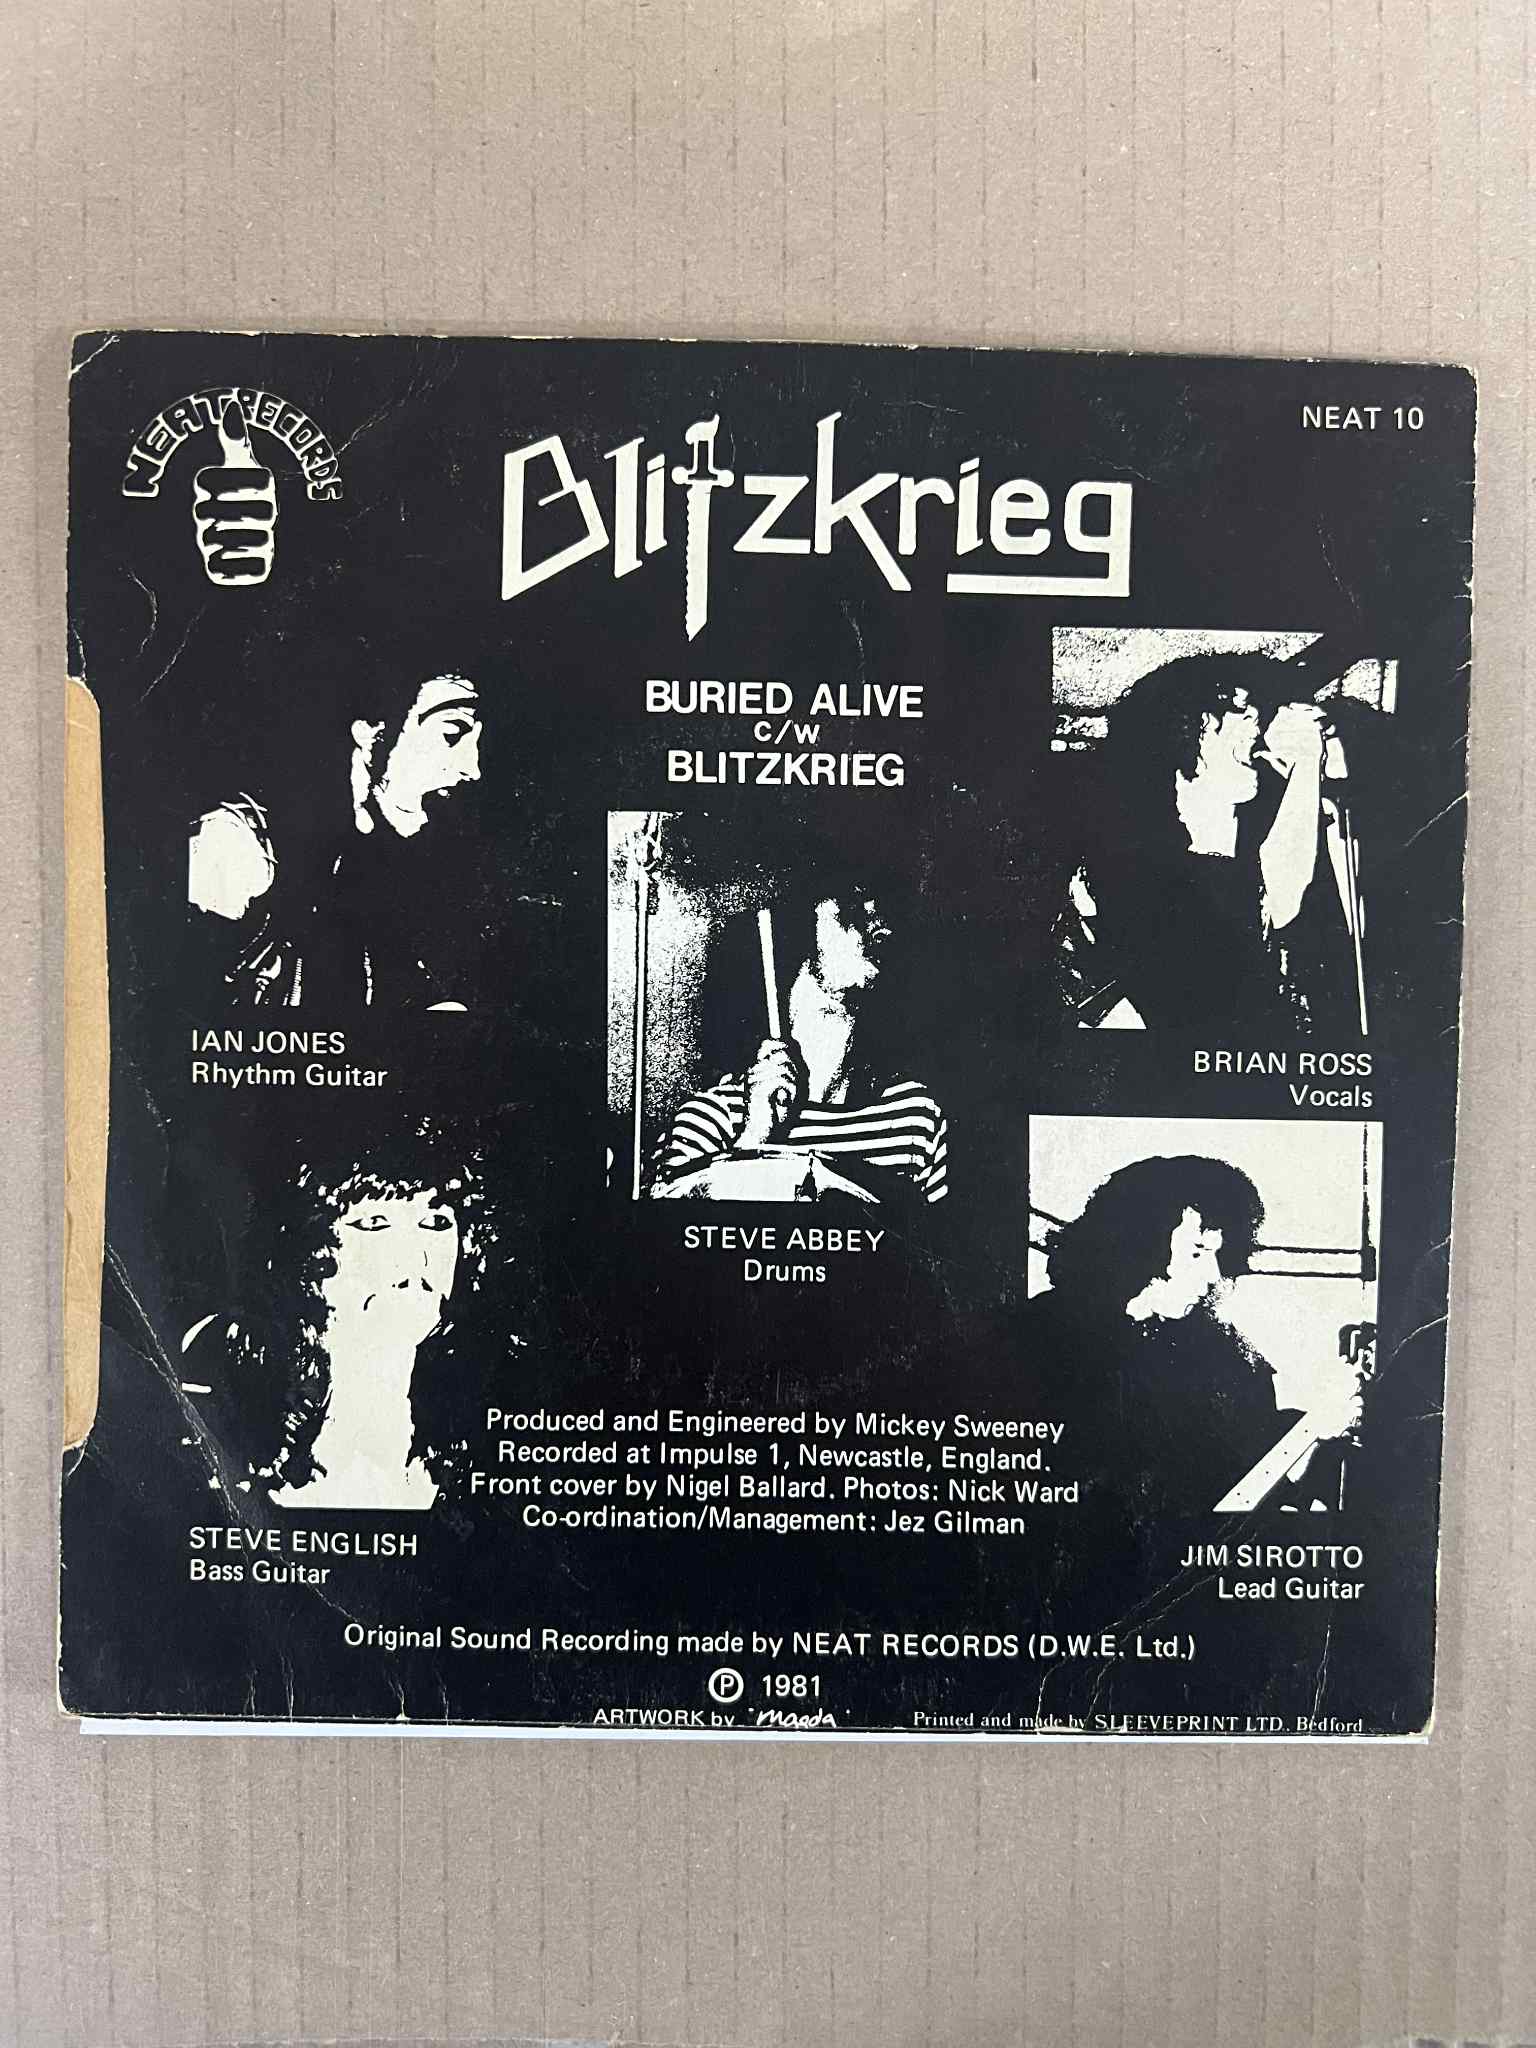 NEAT RECORDS
NEAT 10
Blitzkrieg
BURIED ALIVE
c/w
BLITZKRIEG
IAN JONES
Rhythm Guitar
BRIAN ROSS
Vocals
STEVE ABBEY
Drums
Produced and Engineered by Mickey Sweeney
Recorded at Impulse 1, Newcastle, England.
Front cover by Nigel Ballard. Photos: Nick Ward
Co-ordination/Management: Jez Gilman
STEVE ENGLISH
Bass Guitar
JIM SIROTTO
Lead Guitar
Original Sound Recording made by NEAT RECORDS (D.W.E. Ltd.)
Ⓟ 1981
ARTWORK by 'maeda'
Printed and made by SLEEVEPRINT LTD., Bedford